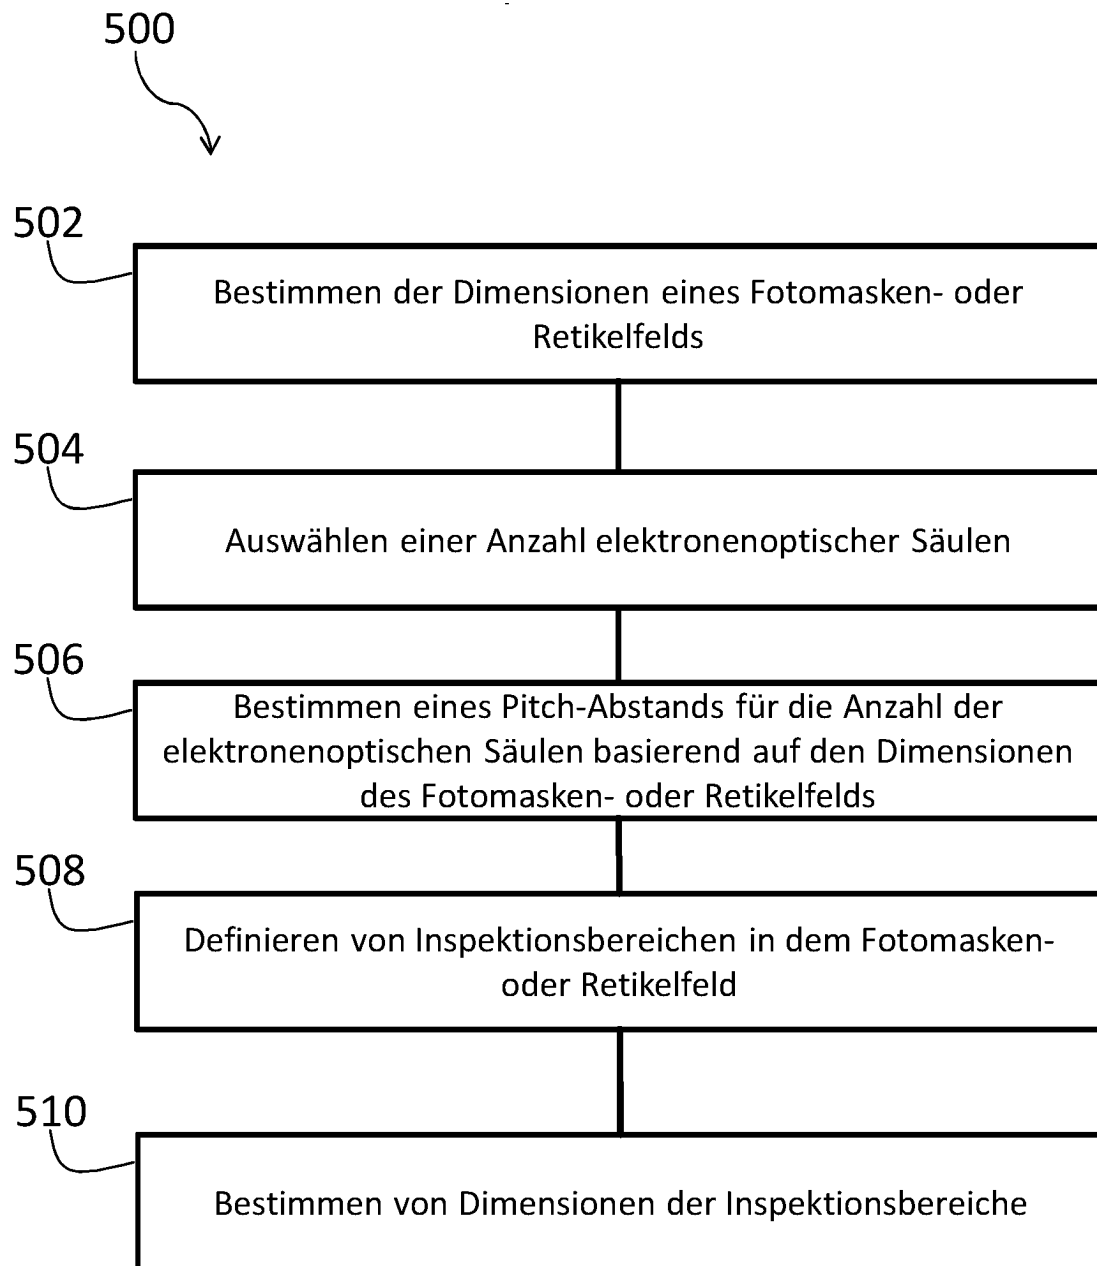 500
502
Bestimmen der Dimensionen eines Fotomasken- oder
Retikelfelds
504
Auswählen einer Anzahl elektronenoptischer Säulen
506
Bestimmen eines Pitch-Abstands für die Anzahl der
elektronenoptischen Säulen basierend auf den Dimensionen
des Fotomasken- oder Retikelfelds
508
Definieren von Inspektionsbereichen in dem Fotomasken-
oder Retikelfeld
510
Bestimmen von Dimensionen der Inspektionsbereiche